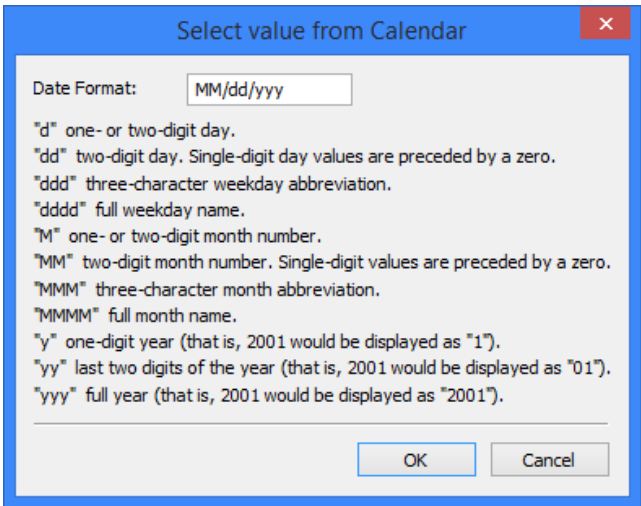 Select value from Calendar
Date Format: MM/dd/yyy
"d" one- or two-digit day.
"dd" two-digit day. Single-digit day values are preceded by a zero.
"ddd" three-character weekday abbreviation.
"dddd" full weekday name.
"M" one- or two-digit month number.
"MM" two-digit month number. Single-digit values are preceded by a zero.
"MMM" three-character month abbreviation.
"MMMM" full month name.
"y" one-digit year (that is, 2001 would be displayed as "1").
"yy" last two digits of the year (that is, 2001 would be displayed as "01").
"yyy" full year (that is, 2001 would be displayed as "2001").
OK Cancel